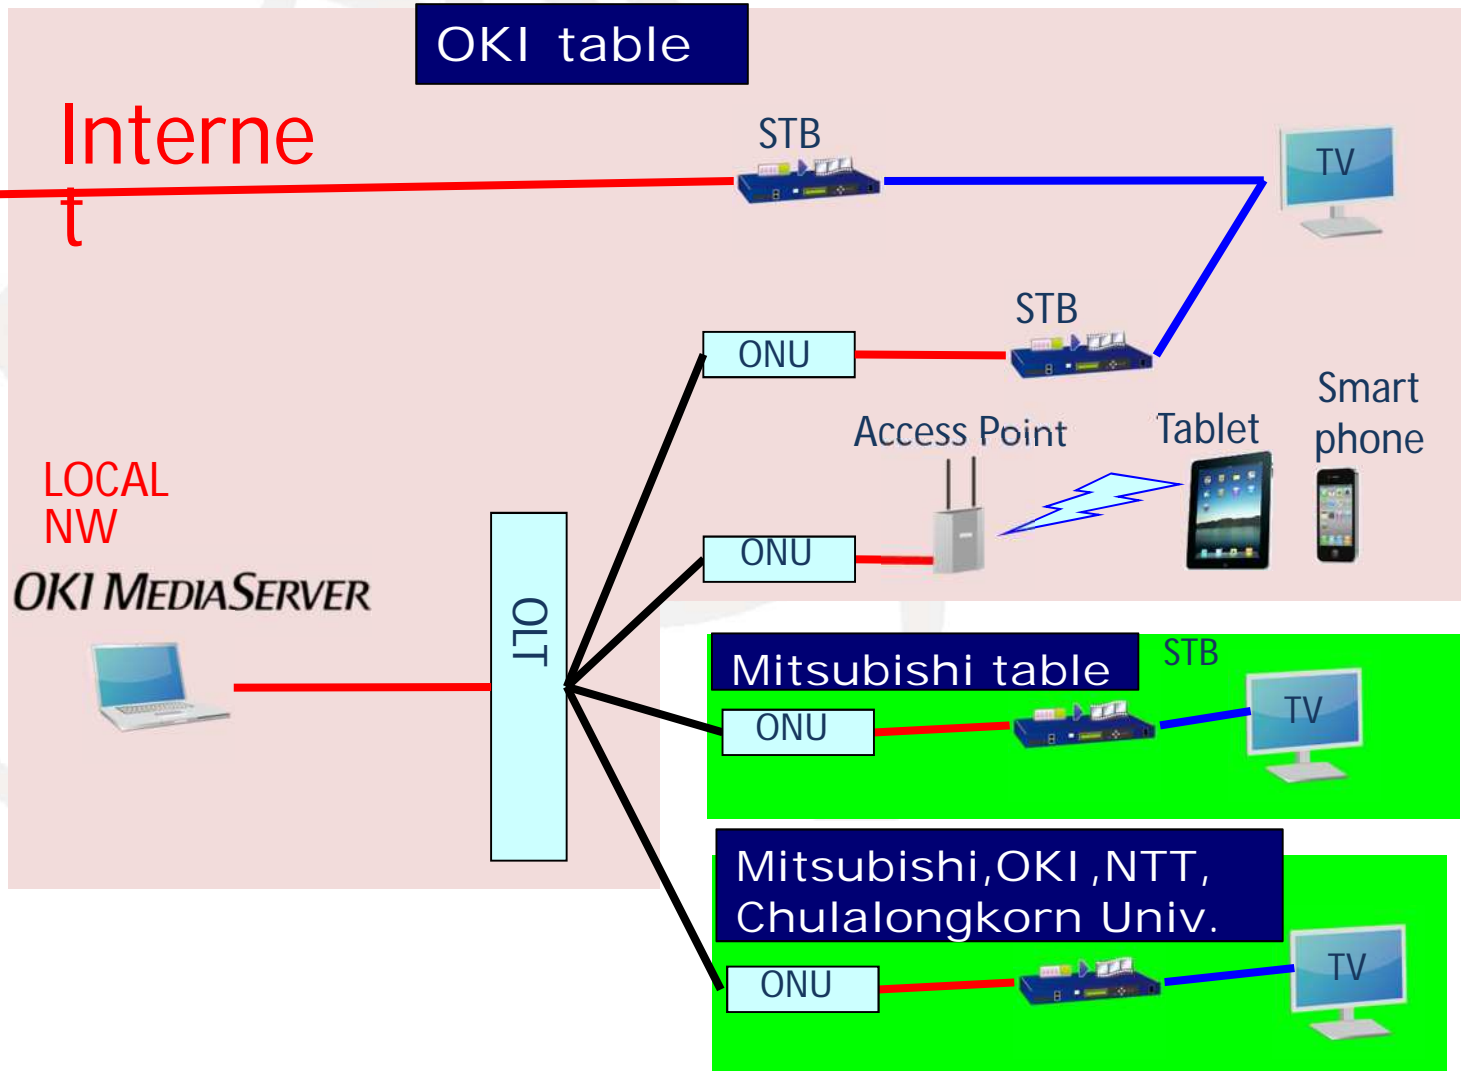 OKI table
Interne
t
STB
TV
STB
ONU
Smart
phone
Access Point
Tablet
LOCAL
NW
ONU
OKI MEDIASERVER
OLT
Mitsubishi table
STB
ONU
TV
Mitsubishi,OKI,NTT,
Chulalongkorn Univ.
ONU
TV